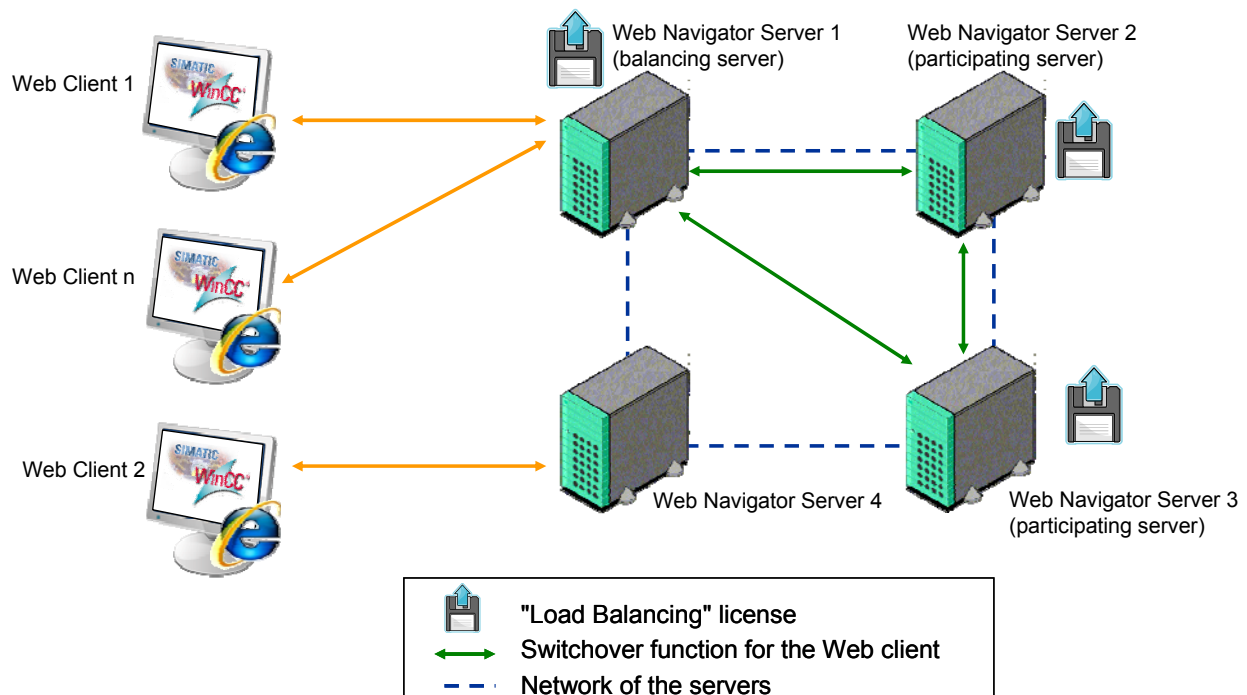 Web Navigator Server 1
(balancing server)
Web Navigator Server 2
(participating server)
Web Client 1
SIMATIC
WinCC
Web Client n
SIMATIC
WinCC
Web Client 2
SIMATIC
WinCC
Web Navigator Server 4
Web Navigator Server 3
(participating server)
"Load Balancing" license
Switchover function for the Web client
Network of the servers